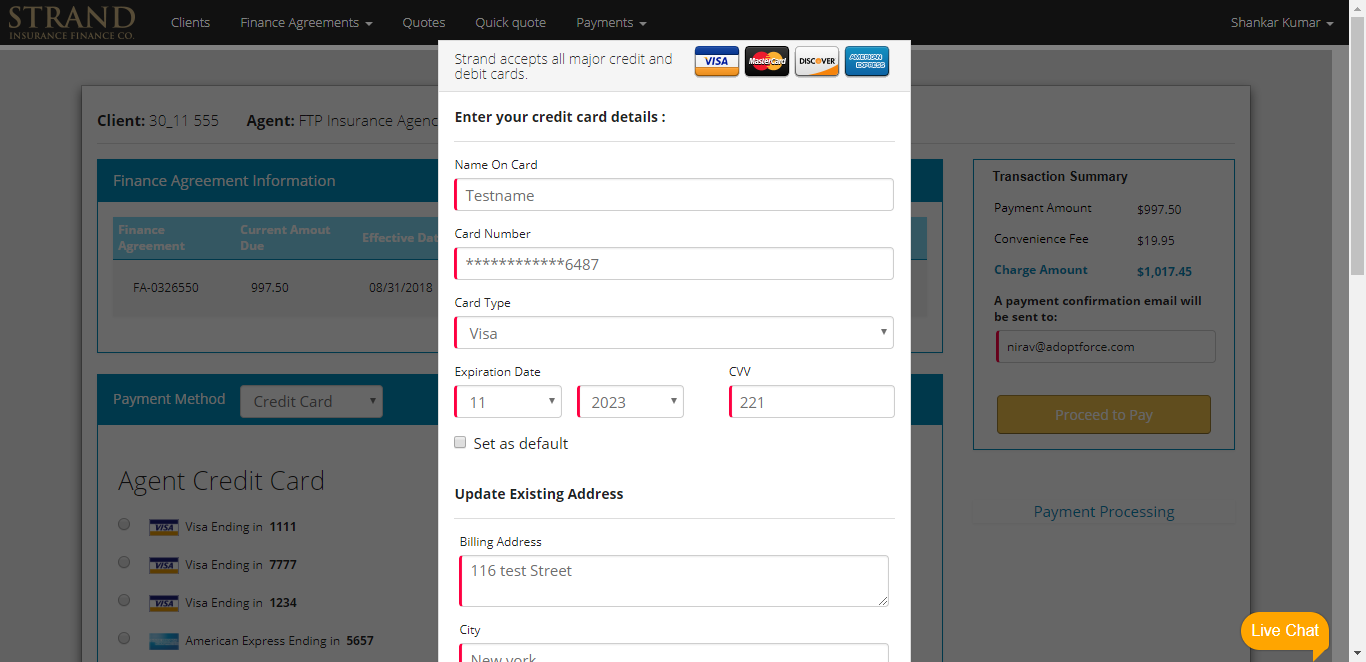 STRAND
INSURANCE FINANCE CO.
Clients
Finance Agreements
Quotes
Quick quote
Payments
Shankar Kumar
Strand accepts all major credit and
debit cards.
VISA
MasterCard
DISCOVER
AMERICAN
EXPRESS
Client: 30_11 555
Agent: FTP Insurance Agenc
Enter your credit card details :
Name On Card
Testname
Card Number
************6487
Card Type
Visa
Expiration Date
CVV
11
2023
221
Set as default
Update Existing Address
Billing Address
116 test Street
City
New york
Finance Agreement Information
Finance
Agreement
Current Amout
Due
Effective Dat
FA-0326550
997.50
08/31/2018
Payment Method
Credit Card
Agent Credit Card
VISA Visa Ending in 1111
VISA Visa Ending in 7777
VISA Visa Ending in 1234
American Express Ending in 5657
Transaction Summary
Payment Amount
$997.50
Convenience Fee
$19.95
Charge Amount
$1,017.45
A payment confirmation email will
be sent to:
nirav@adoptforce.com
Proceed to Pay
Payment Processing
Live Chat